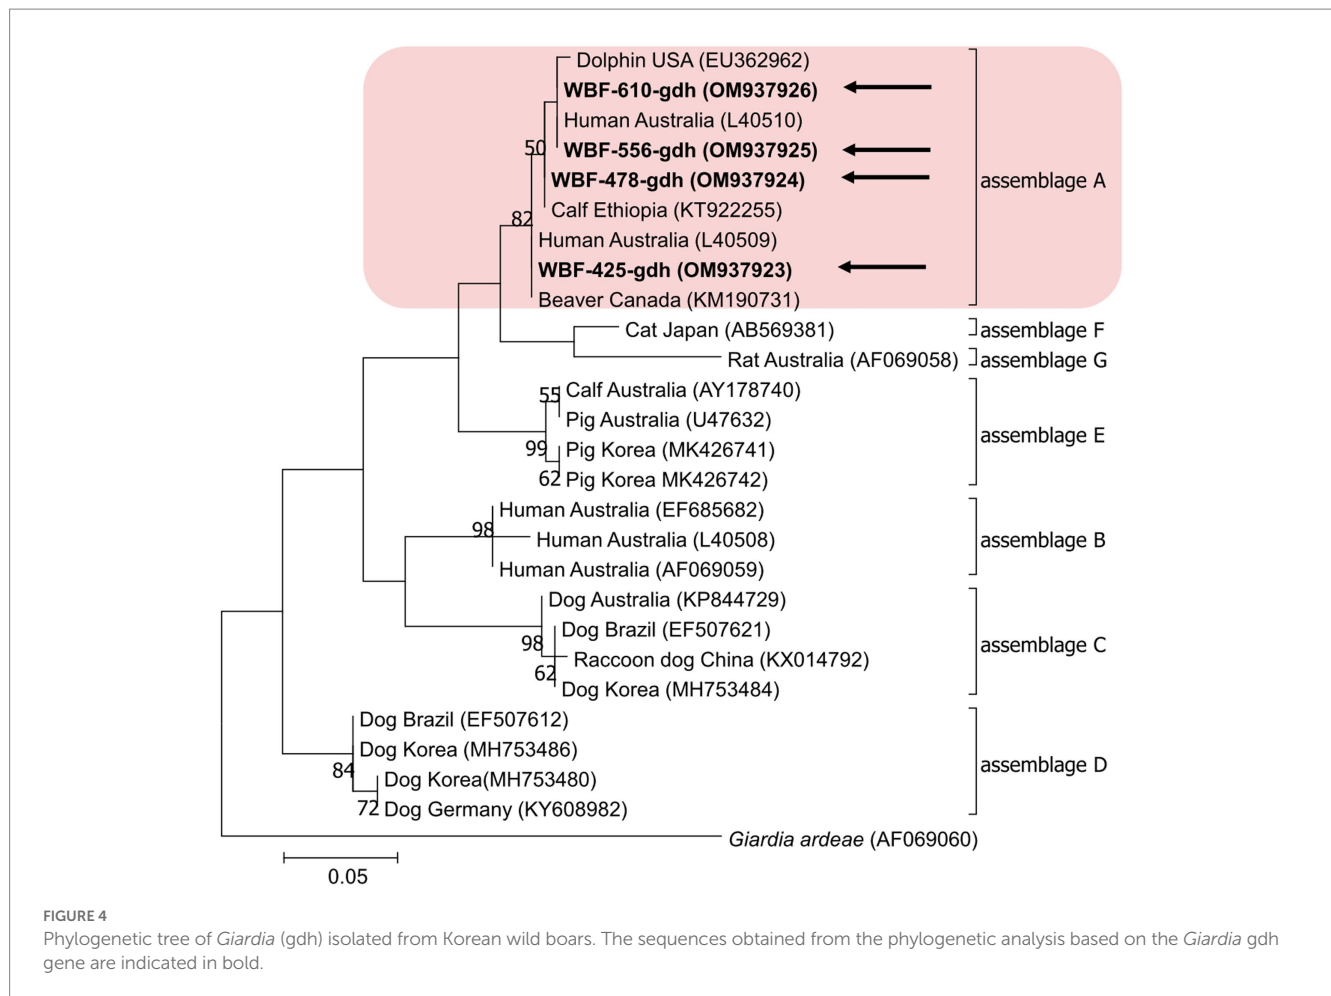 Dolphin USA (EU362962)
WBF-610-gdh (OM937926)
Human Australia (L40510)
50
WBF-556-gdh (OM937925)
WBF-478-gdh (OM937924)
assemblage A
Calf Ethiopia (KT922255)
82
Human Australia (L40509)
WBF-425-gdh (OM937923)
Beaver Canada (KM190731)
Cat Japan (AB569381)
assemblage F
Rat Australia (AF069058)
assemblage G
55
Calf Australia (AY178740)
Pig Australia (U47632)
assemblage E
99
Pig Korea (MK426741)
62
Pig Korea MK426742)
Human Australia (EF685682)
98
Human Australia (L40508)
assemblage B
Human Australia (AF069059)
Dog Australia (KP844729)
Dog Brazil (EF507621)
98
assemblage C
Raccoon dog China (KX014792)
62
Dog Korea (MH753484)
Dog Brazil (EF507612)
Dog Korea (MH753486)
84
assemblage D
Dog Korea(MH753480)
72
Dog Germany (KY608982)
Giardia ardeae (AF069060)
0.05
FIGURE 4
Phylogenetic tree of Giardia (gdh) isolated from Korean wild boars. The sequences obtained from the phylogenetic analysis based on the Giardia gdh
gene are indicated in bold.